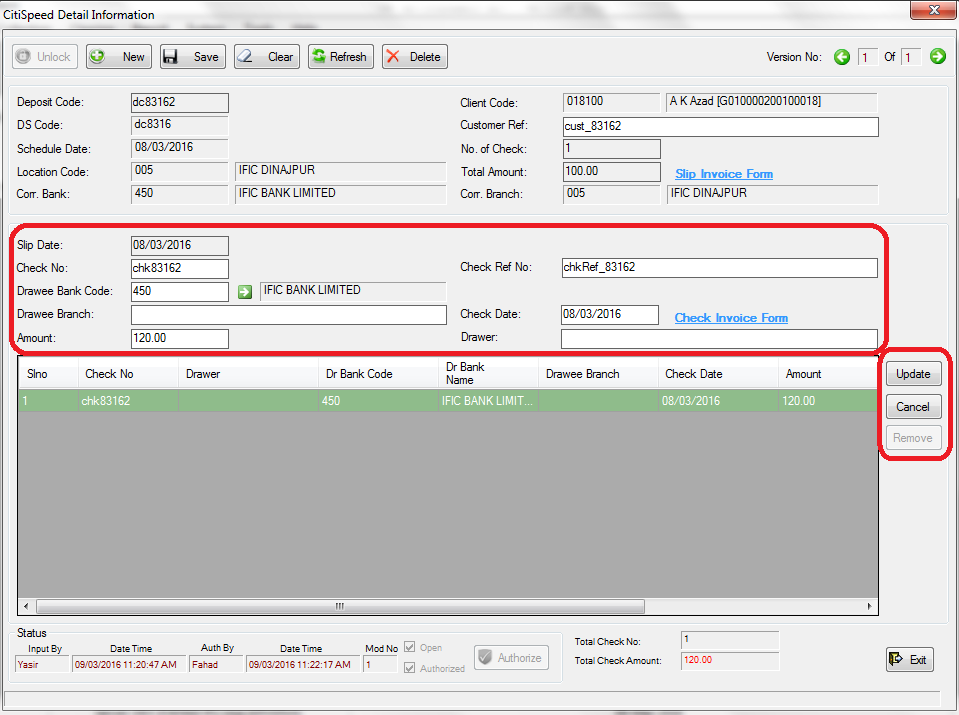 CitiSpeed Detail Information
Unlock New Save Clear Refresh Delete Version No: 1 Of 1
Deposit Code: dc83162 Client Code: 018100 A K Azad [G010000200100018]
DS Code: dc8316 Customer Ref: cust_83162
Schedule Date: 08/03/2016 No. of Check: 1
Location Code: 005 IFIC DINAJPUR Total Amount: 100.00 Slip Invoice Form
Corr. Bank: 450 IFIC BANK LIMITED Corr. Branch: 005 IFIC DINAJPUR
Slip Date: 08/03/2016
Check No: chk83162 Check Ref No: chkRef_83162
Drawee Bank Code: 450 IFIC BANK LIMITED
Drawee Branch: Check Date: 08/03/2016 Check Invoice Form
Amount: 120.00 Drawer:
Slno Check No Drawer Dr Bank Code Dr Bank Name Drawee Branch Check Date Amount
1 chk83162 450 IFIC BANK LIMIT... 08/03/2016 120.00
Update
Cancel
Remove
Status
Input By Date Time Auth By Date Time Mod No Open
Yasir 09/03/2016 11:20:47 AM Fahad 09/03/2016 11:22:17 AM 1 Authorized
Authorize
Total Check No: 1
Total Check Amount: 120.00
Exit